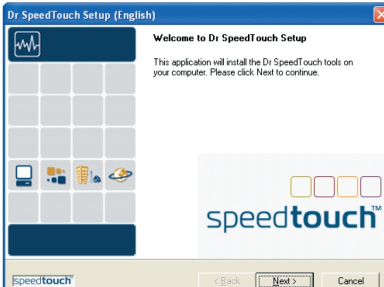 Dr SpeedTouch Setup (English)
Welcome to Dr SpeedTouch Setup
This application will install the Dr SpeedTouch tools on
your computer. Please click Next to continue.
speedtouch™
speedtouch™
< Back
Next >
Cancel